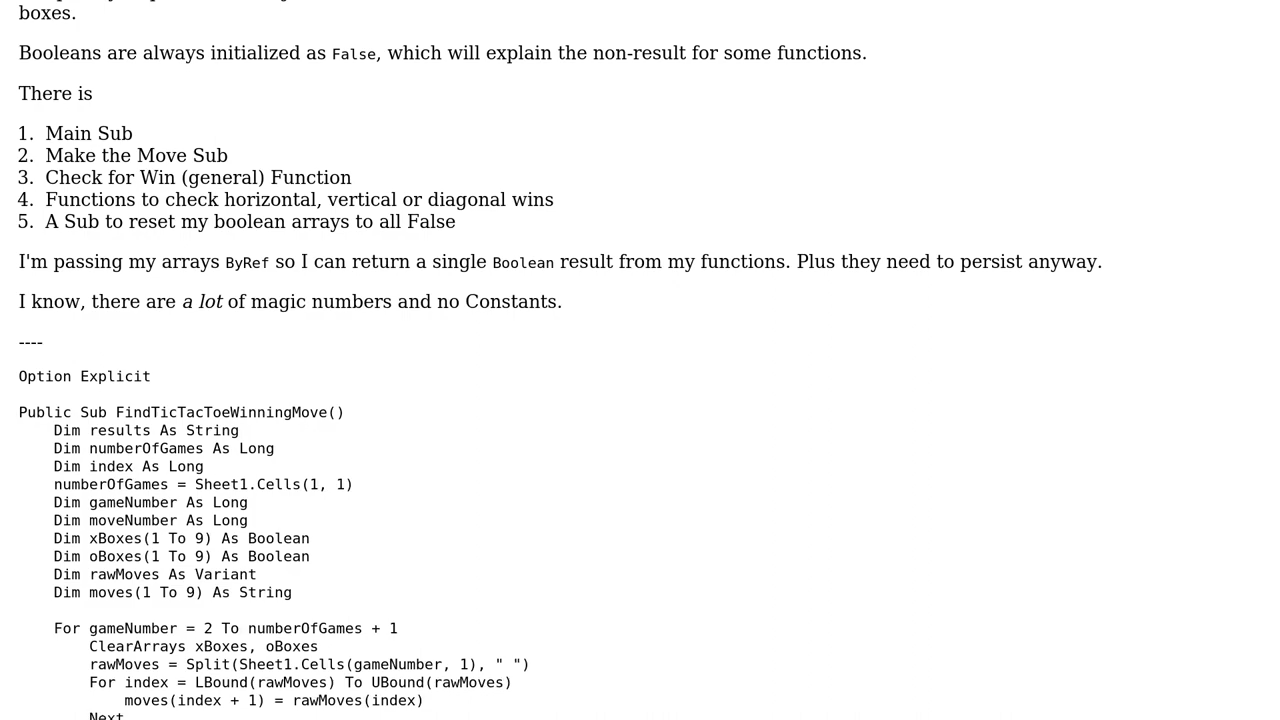 boxes.
Booleans are always initialized as False, which will explain the non-result for some functions.
There is
1. Main Sub
2. Make the Move Sub
3. Check for Win (general) Function
4. Functions to check horizontal, vertical or diagonal wins
5. A Sub to reset my boolean arrays to all False
I'm passing my arrays ByRef so I can return a single Boolean result from my functions. Plus they need to persist anyway.
I know, there are a lot of magic numbers and no Constants.
----
Option Explicit
Public Sub FindTicTacToeWinningMove()
    Dim results As String
    Dim numberOfGames As Long
    Dim index As Long
    numberOfGames = Sheet1.Cells(1, 1)
    Dim gameNumber As Long
    Dim moveNumber As Long
    Dim xBoxes(1 To 9) As Boolean
    Dim oBoxes(1 To 9) As Boolean
    Dim rawMoves As Variant
    Dim moves(1 To 9) As String
    For gameNumber = 2 To numberOfGames + 1
        ClearArrays xBoxes, oBoxes
        rawMoves = Split(Sheet1.Cells(gameNumber, 1), " ")
        For index = LBound(rawMoves) To UBound(rawMoves)
            moves(index + 1) = rawMoves(index)
        Next